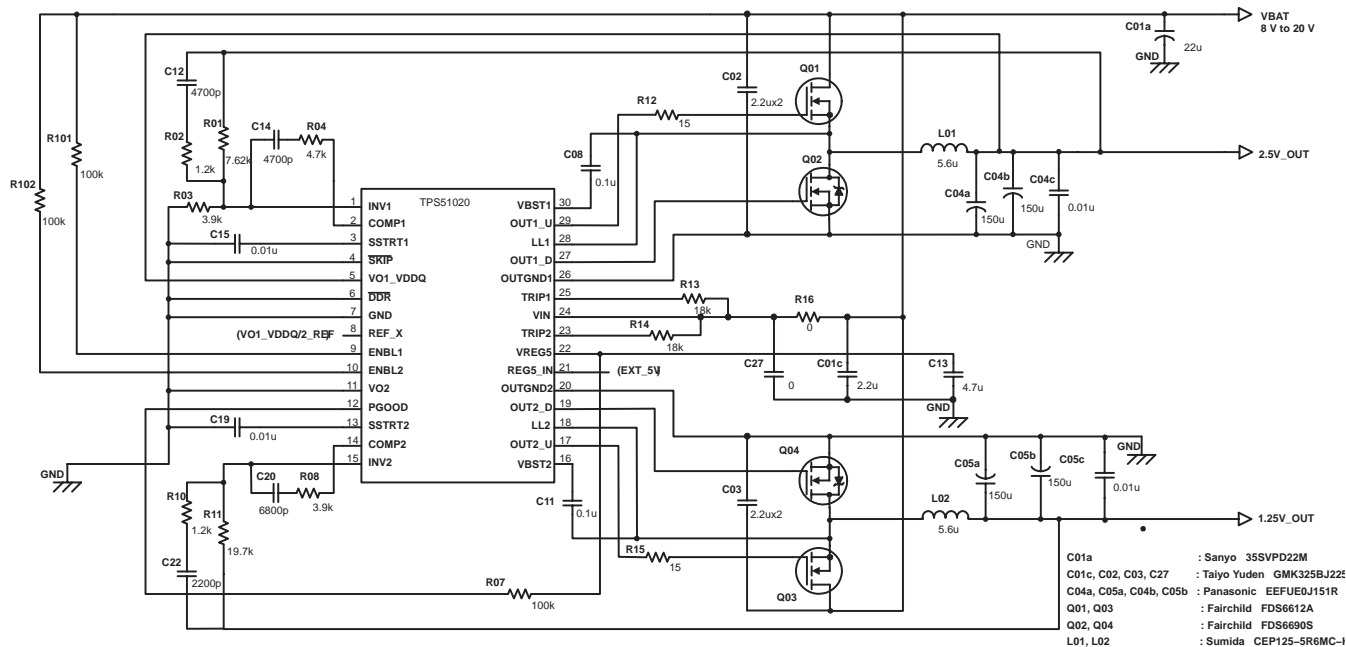 VBAT
8 V to 20 V
C01a
22u
GND
C12
4700p
R02
1.2k
R01
7.62k
C14
4700p
R04
4.7k
R101
100k
R102
100k
R03
3.9k
C15
0.01u
C02
2.2ux2
Q01
R12
15
C08
0.1u
Q02
L01
5.6u
C04a
150u
C04b
150u
C04c
0.01u
2.5V_OUT
GND
TPS51020
1 INV1
2 COMP1
3 SSTRT1
4 SKIP
5 VO1_VDDQ
6 DDR
7 GND
(VO1_VDDQ/2_REF) 8 REF_X
9 ENBL1
10 ENBL2
11 VO2
12 PGOOD
13 SSTRT2
14 COMP2
15 INV2
VBST1 30
OUT1_U 29
LL1 28
OUT1_D 27
OUTGND1 26
TRIP1 25
VIN 24
TRIP2 23
VREG5 22
REG5_IN 21 (EXT_5V)
OUTGND2 20
OUT2_D 19
LL2 18
OUT2_U 17
VBST2 16
R13
18k
R14
18k
R16
0
C27
0
C01c
2.2u
C13
4.7u
GND
C19
0.01u
GND
C20
6800p
R08
3.9k
R10
1.2k
R11
19.7k
C22
2200p
C11
0.1u
R15
15
R07
100k
C03
2.2ux2
Q04
Q03
L02
5.6u
C05a
150u
C05b
150u
C05c
0.01u
GND
1.25V_OUT
C01a : Sanyo 35SVPD22M
C01c, C02, C03, C27 : Taiyo Yuden GMK325BJ225
C04a, C05a, C04b, C05b : Panasonic EEFUE0J151R
Q01, Q03 : Fairchild FDS6612A
Q02, Q04 : Fairchild FDS6690S
L01, L02 : Sumida CEP125–5R6MC–H